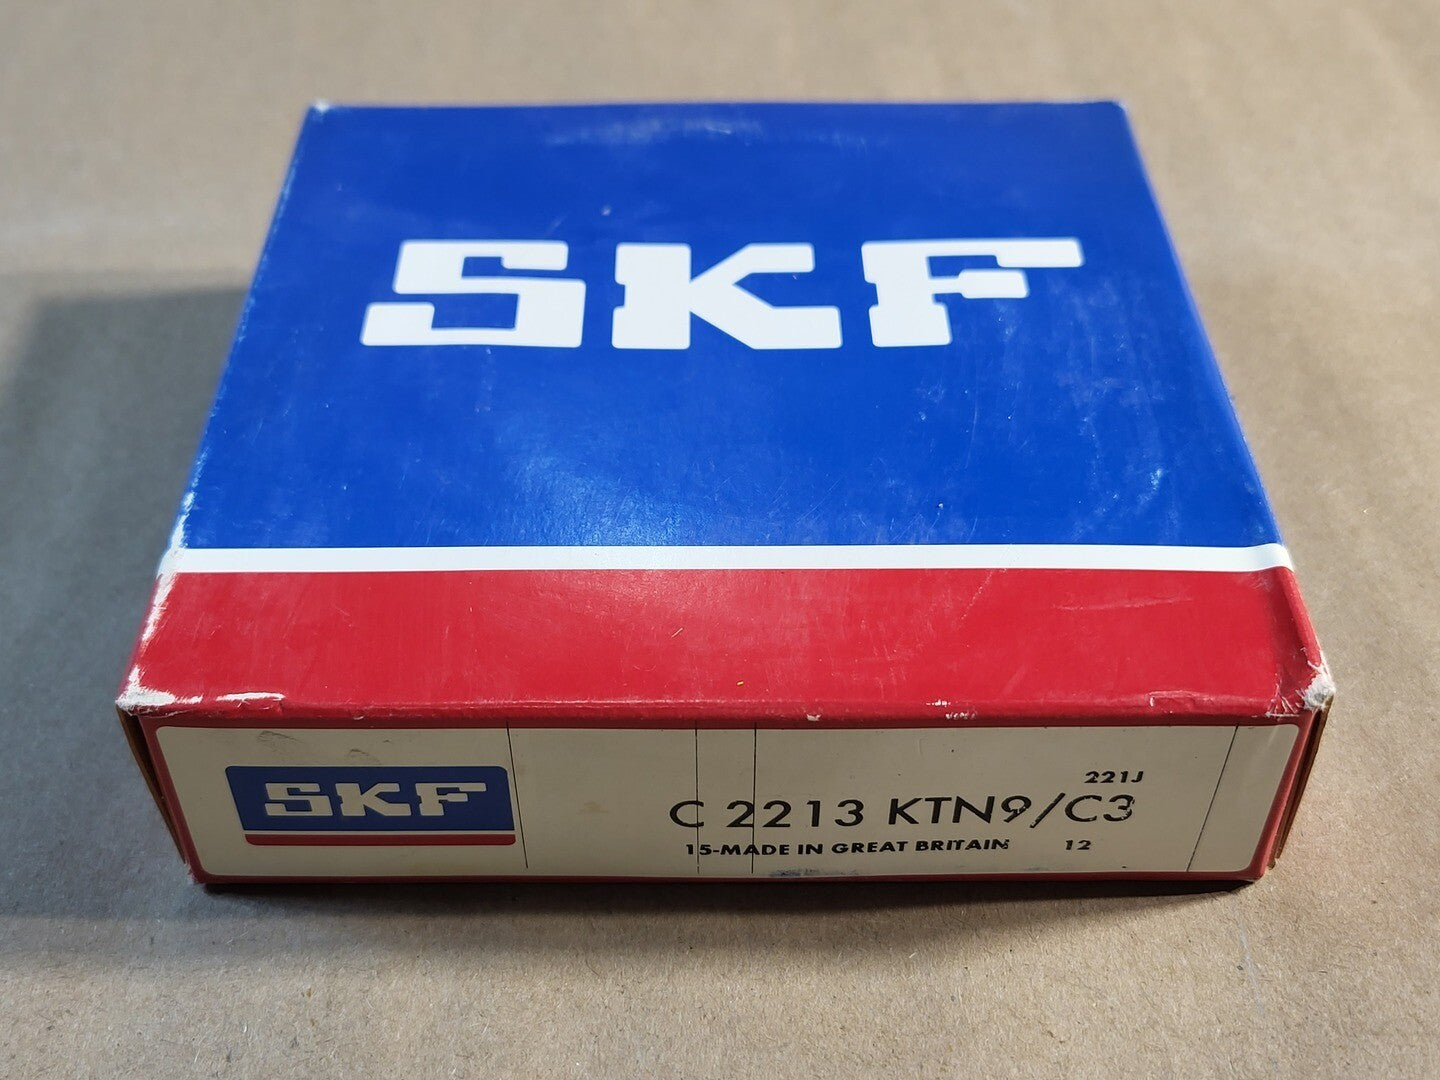 SKF
SKF
221J
C 2213 KTN9/C3
15-MADE IN GREAT BRITAIN 12